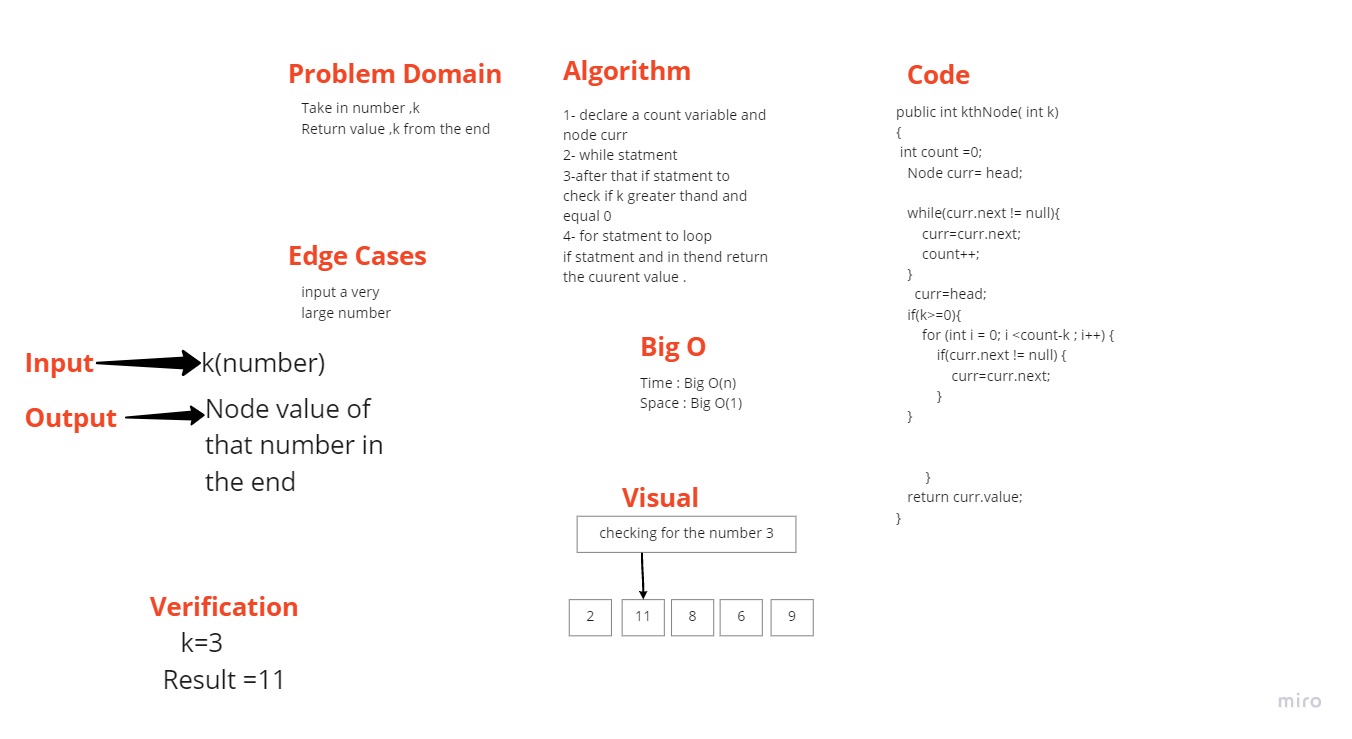 Problem Domain
Take in number ,k
Return value ,k from the end
Edge Cases
input a very
large number
Input
k(number)
Output
Node value of
that number in
the end
Verification
k=3
Result =11
Algorithm
1- declare a count variable and
node curr
2- while statment
3-after that if statment to
check if k greater thand and
equal 0
4- for statment to loop
if statment and in thend return
the cuurent value .
Big O
Time : Big O(n)
Space : Big O(1)
Visual
checking for the number 3
2 11 8 6 9
Code
public int kthNode( int k)
{
int count =0;
Node curr= head;
while(curr.next != null){
curr=curr.next;
count++;
}
curr=head;
if(k>=0){
for (int i = 0; i <count-k ; i++) {
if(curr.next != null) {
curr=curr.next;
}
}
}
return curr.value;
}
miro